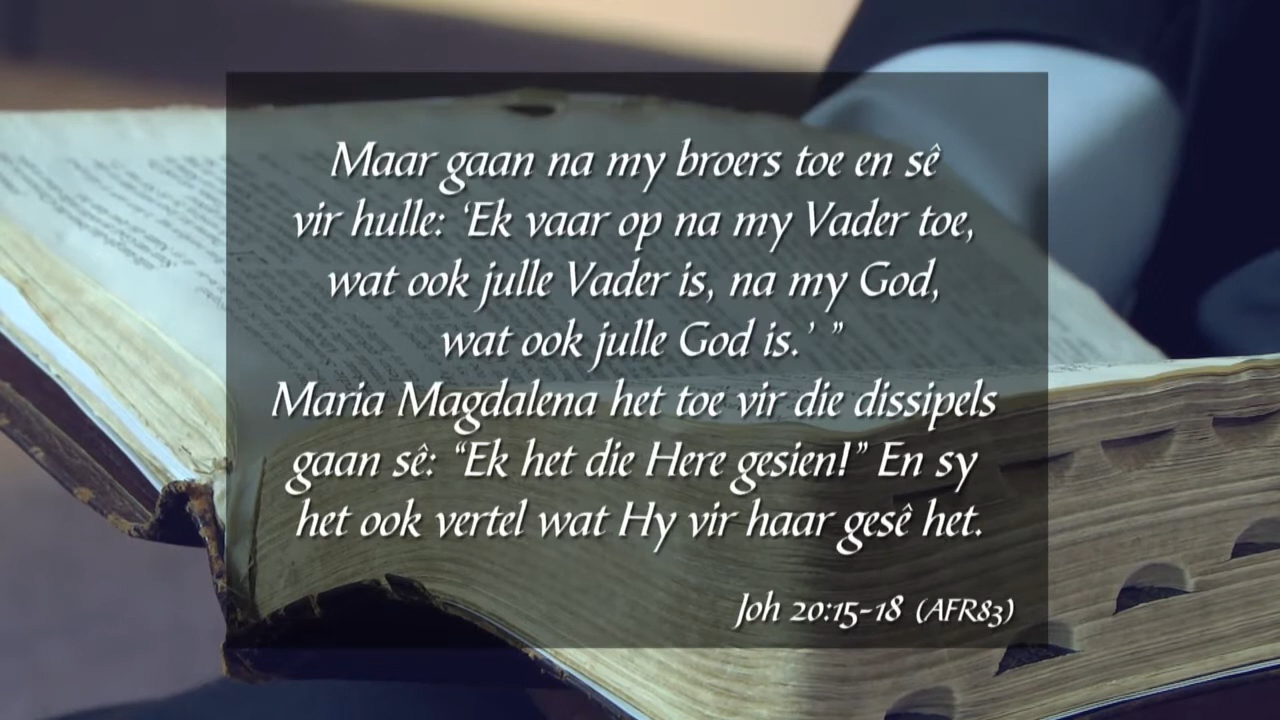 Maar gaan na my broers toe en sê
vir hulle: ‘Ek vaar op na my Vader toe,
wat ook julle Vader is, na my God,
wat ook julle God is.’ ”
Maria Magdalena het toe vir die dissipels
gaan sê: “Ek het die Here gesien!” En sy
het ook vertel wat Hy vir haar gesê het.
Joh 20:15-18 (AFR83)